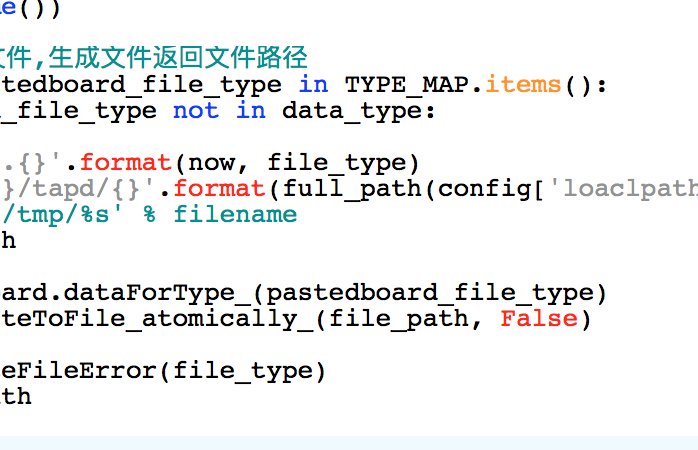 e())
文件,生成文件返回文件路径
tedboard_file_type in TYPE_MAP.items():
_file_type not in data_type:
.{}'.format(now, file_type)
}/tapd/{}'.format(full_path(config['loaclpath
/tmp/%s' % filename
h
ard.dataForType_(pastedboard_file_type)
teToFile_atomically_(file_path, False)
eFileError(file_type)
th